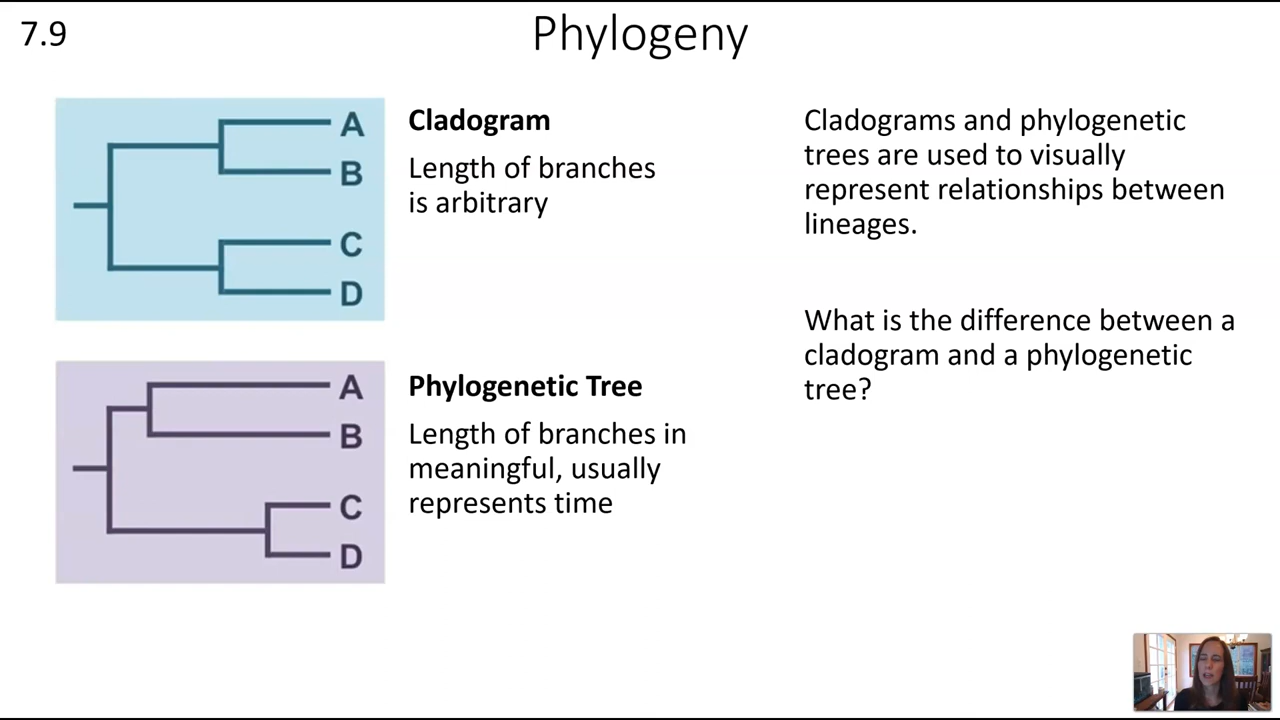 7.9
Phylogeny
A
B
C
D
Cladogram
Length of branches
is arbitrary
A
B
C
D
Phylogenetic Tree
Length of branches in
meaningful, usually
represents time
Cladograms and phylogenetic
trees are used to visually
represent relationships between
lineages.
What is the difference between a
cladogram and a phylogenetic
tree?